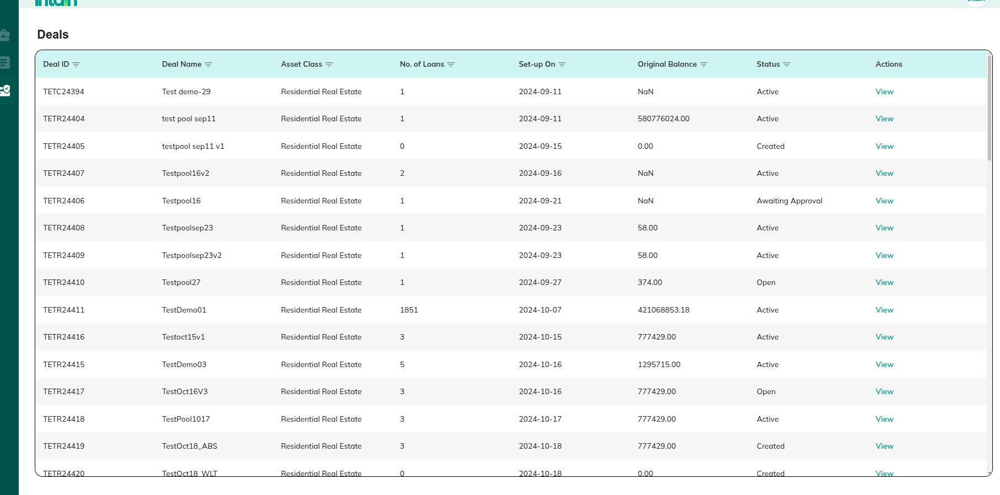 intain
Deals
Deal ID Deal Name Asset Class No. of Loans Set-up On Original Balance Status Actions
TETC24394 Test demo-29 Residential Real Estate 1 2024-09-11 NaN Active View
TETR24404 test pool sep11 Residential Real Estate 1 2024-09-11 580776024.00 Active View
TETR24405 testpool sep11 v1 Residential Real Estate 0 2024-09-15 0.00 Created View
TETR24407 Testpool16v2 Residential Real Estate 2 2024-09-16 NaN Active View
TETR24406 Testpool16 Residential Real Estate 1 2024-09-21 NaN Awaiting Approval View
TETR24408 Testpoolsep23 Residential Real Estate 1 2024-09-23 58.00 Active View
TETR24409 Testpoolsep23v2 Residential Real Estate 1 2024-09-23 58.00 Active View
TETR24410 Testpool27 Residential Real Estate 1 2024-09-27 374.00 Open View
TETR24411 TestDemo01 Residential Real Estate 1851 2024-10-07 421068853.18 Active View
TETR24416 Testoct15v1 Residential Real Estate 3 2024-10-15 777429.00 Active View
TETR24415 TestDemo03 Residential Real Estate 5 2024-10-16 1295715.00 Active View
TETR24417 TestOct16V3 Residential Real Estate 3 2024-10-16 777429.00 Open View
TETR24418 TestPool1017 Residential Real Estate 3 2024-10-17 777429.00 Active View
TETR24419 TestOct18_ABS Residential Real Estate 3 2024-10-18 777429.00 Created View
TETR24420 TestOct18_WLT Residential Real Estate 0 2024-10-18 0.00 Created View